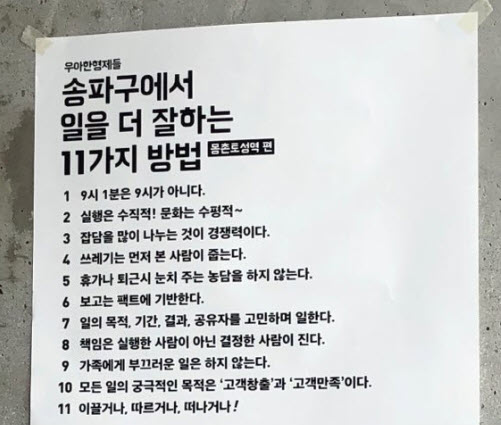 우아한형제들
송파구에서
일을 더 잘하는
11가지 방법 몽촌토성역 편
1 9시 1분은 9시가 아니다.
2 실행은 수직적! 문화는 수평적~
3 잡담을 많이 나누는 것이 경쟁력이다.
4 쓰레기는 먼저 본 사람이 줍는다.
5 휴가나 퇴근시 눈치 주는 농담을 하지 않는다.
6 보고는 팩트에 기반한다.
7 일의 목적, 기간, 결과, 공유자를 고민하며 일한다.
8 책임은 실행한 사람이 아닌 결정한 사람이 진다.
9 가족에게 부끄러운 일은 하지 않는다.
10 모든 일의 궁극적인 목적은 ‘고객창출’과 ‘고객만족’이다.
11 이끌거나, 따르거나, 떠나거나!